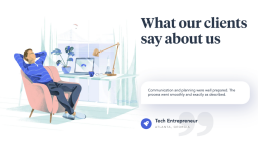 What our clients
say about us
Communication and planning were well prepared. The
process went smoothly and exactly as described.
Tech Entrepreneur